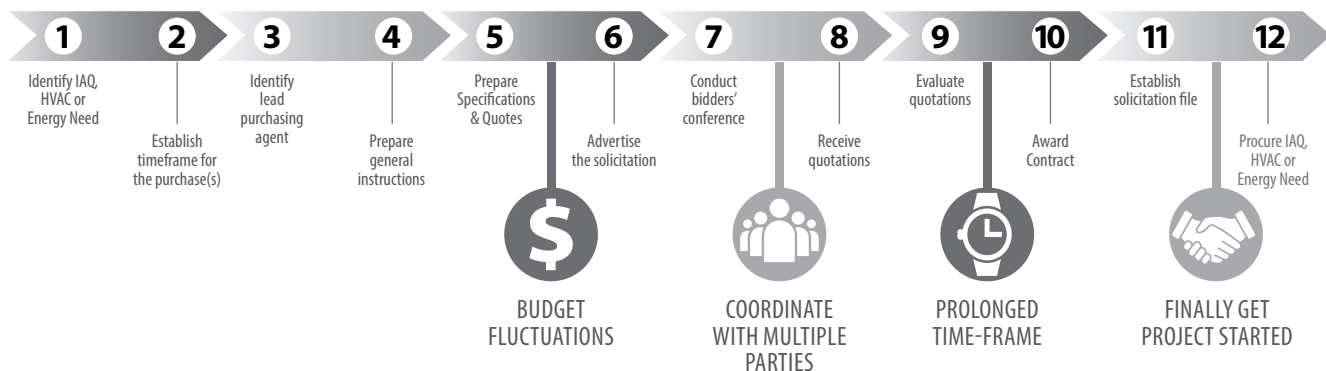 1
Identify IAQ,
HVAC or
Energy Need
2
Establish
timeframe for
the purchase(s)
3
Identify
lead
purchasing
agent
4
Prepare
general
instructions
5
Prepare
Specifications
& Quotes
6
Advertise
the solicitation
7
Conduct
bidders'
conference
8
Receive
quotations
9
Evaluate
quotations
10
Award
Contract
11
Establish
solicitation file
12
Procure IAQ,
HVAC or
Energy Need
$
BUDGET
FLUCTUATIONS
COORDINATE
WITH MULTIPLE
PARTIES
PROLONGED
TIME-FRAME
FINALLY GET
PROJECT STARTED